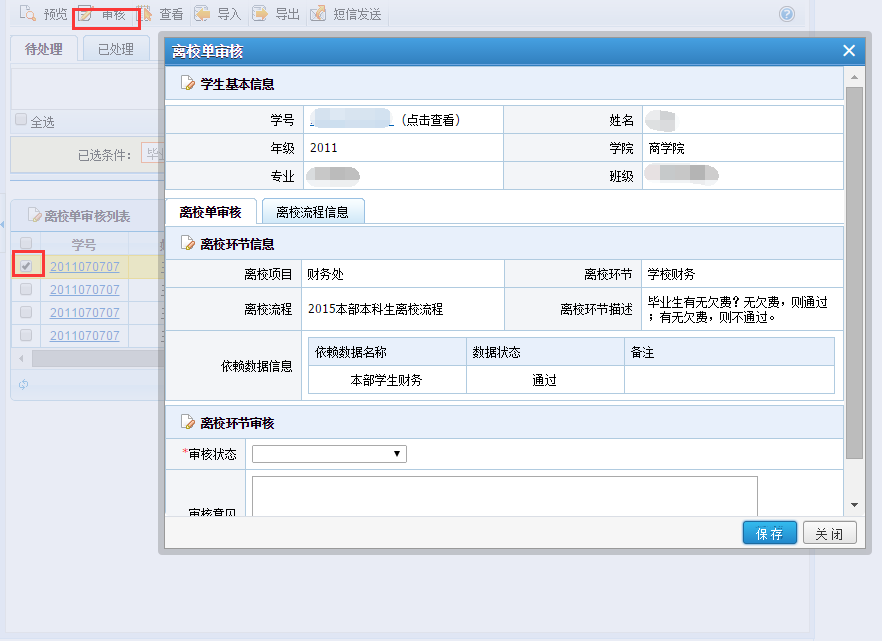 预览 审核 查看 导入 导出 短信发送
待处理 已处理
全选
已选条件： 毕业
离校单审核列表
学号
2011070707
2011070707
2011070707
2011070707
离校单审核
学生基本信息
学号 （点击查看） 姓名
年级 2011 学院 商学院
专业 班级
离校单审核 离校流程信息
离校环节信息
离校项目 财务处 离校环节 学校财务
离校流程 2015本部本科生离校流程 离校环节描述 毕业生有无欠费？无欠费，则通过
；有无欠费，则不通过。
依赖数据信息
依赖数据名称 数据状态 备注
本部学生财务 通过
离校环节审核
*审核状态
审核意见
保存 关闭